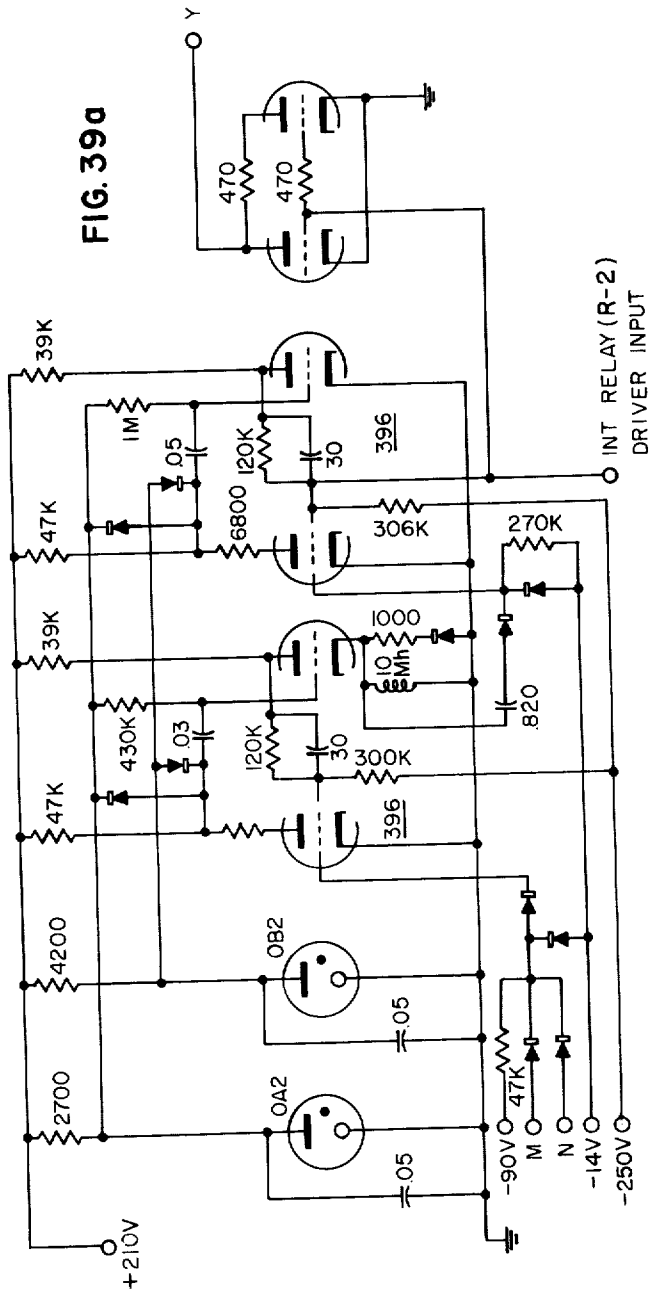 FIG. 39a
+210V
2700
4200
47K
39K
47K
39K
Y
430K
1M
470
.03
.05
470
120K
120K
6800
OA2
OB2
30
30
396
396
300K
306K
1000
10
Mh
270K
.820
.05
.05
47K
-90V
M
N
-14V
-250V
INT RELAY (R-2)
DRIVER INPUT